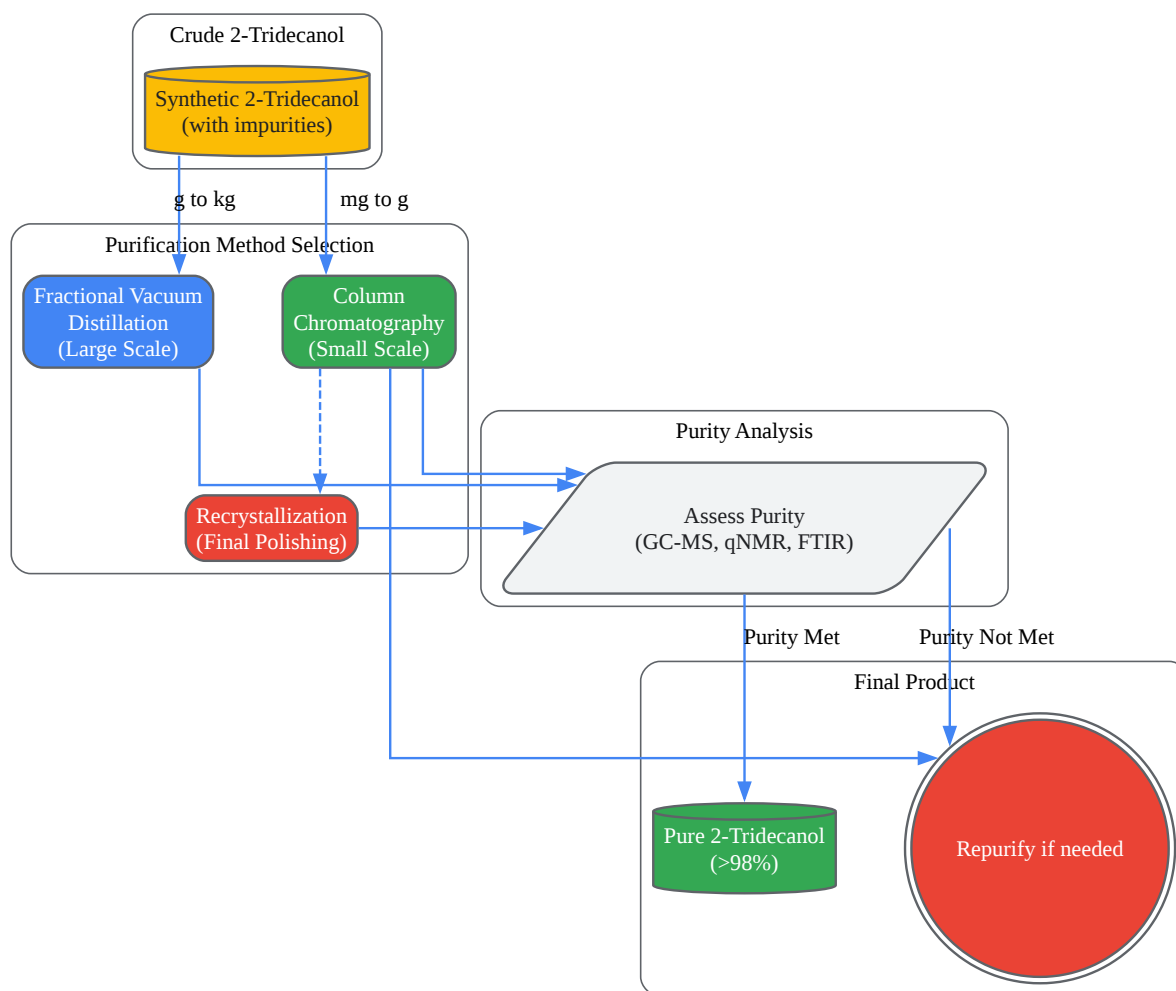 Crude 2-Tridecanol
Synthetic 2-Tridecanol
(with impurities)
g to kg
mg to g
Purification Method Selection
Fractional Vacuum
Distillation
(Large Scale)
Column
Chromatography
(Small Scale)
Recrystallization
(Final Polishing)
Purity Analysis
Assess Purity
(GC-MS, qNMR, FTIR)
Purity Met
Purity Not Met
Final Product
Pure 2-Tridecanol
(>98%)
Repurify if needed